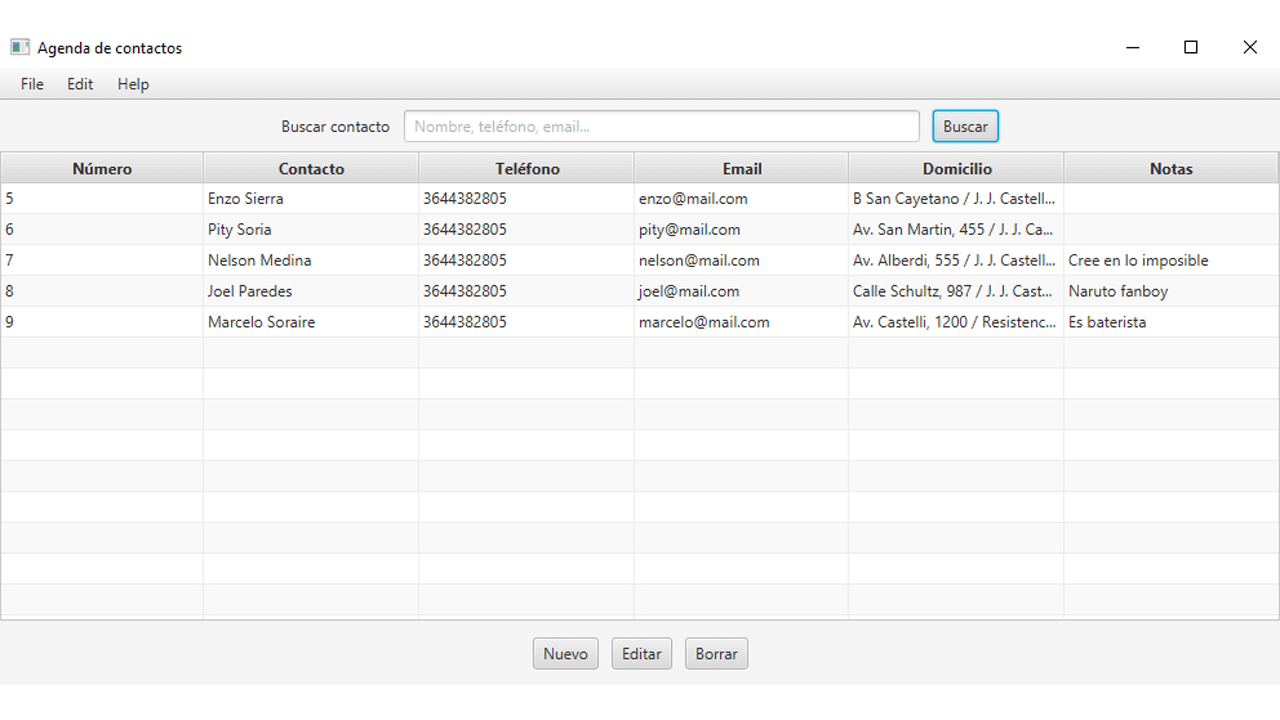 Agenda de contactos
File Edit Help
Buscar contacto Nombre, teléfono, email... Buscar
Número Contacto Teléfono Email Domicilio Notas
5 Enzo Sierra 3644382805 enzo@mail.com B San Cayetano / J. J. Castell...
6 Pity Soria 3644382805 pity@mail.com Av. San Martin, 455 / J. J. Ca...
7 Nelson Medina 3644382805 nelson@mail.com Av. Alberdi, 555 / J. J. Castell... Cree en lo imposible
8 Joel Paredes 3644382805 joel@mail.com Calle Schultz, 987 / J. J. Cast... Naruto fanboy
9 Marcelo Soraire 3644382805 marcelo@mail.com Av. Castelli, 1200 / Resistenc... Es baterista
Nuevo Editar Borrar